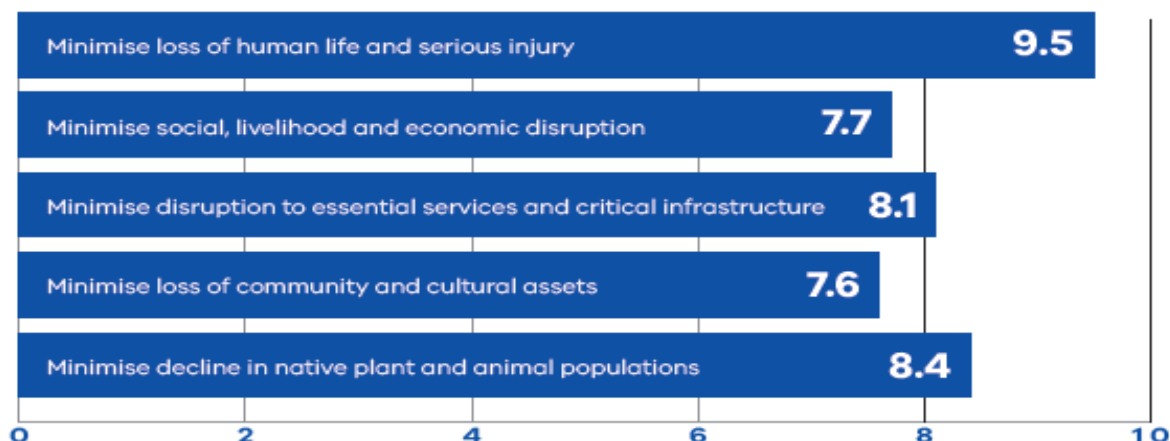 Minimise loss of human life and serious injury 9.5
Minimise social, livelihood and economic disruption 7.7
Minimise disruption to essential services and critical infrastructure 8.1
Minimise loss of community and cultural assets 7.6
Minimise decline in native plant and animal populations 8.4
0 2 4 6 8 10